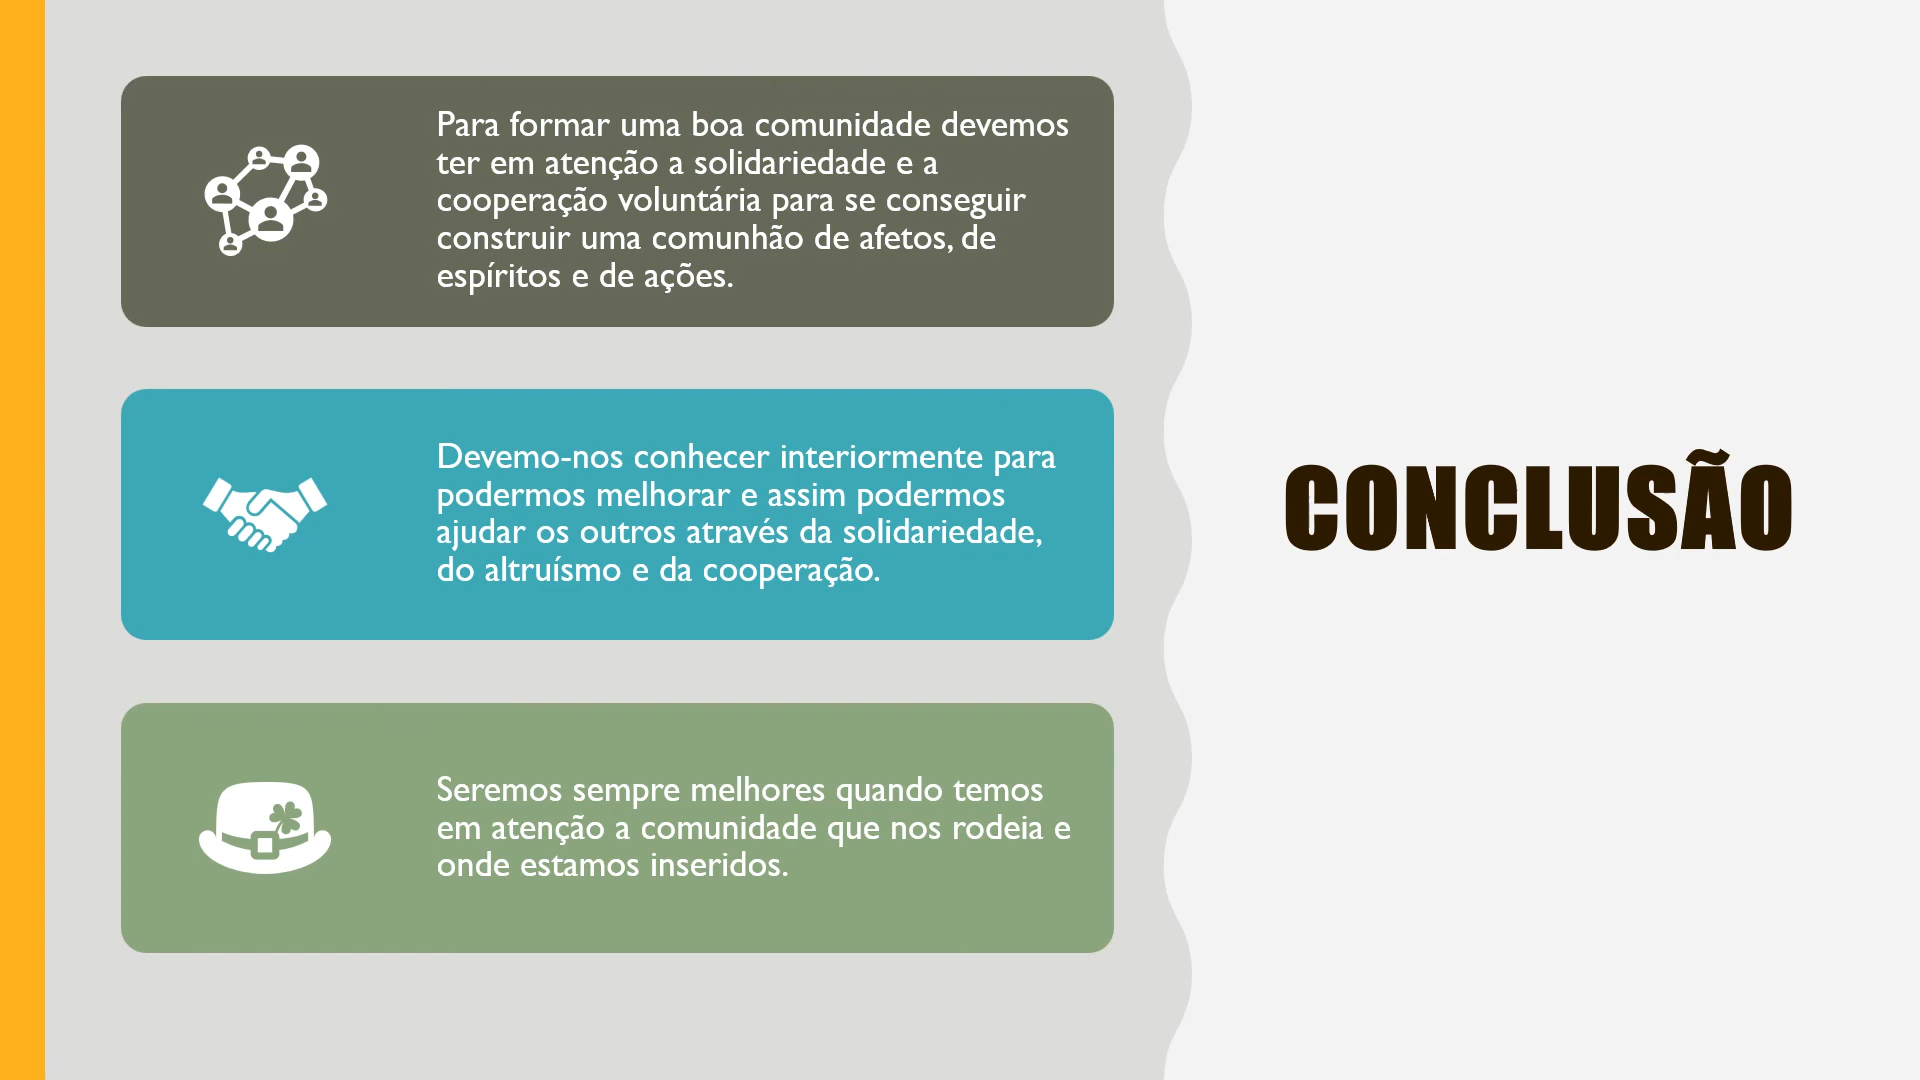 Para formar uma boa comunidade devemos
ter em atenção a solidariedade e a
cooperação voluntária para se conseguir
construir uma comunhão de afetos, de
espíritos e de ações.
Devemo-nos conhecer interiormente para
podermos melhorar e assim podermos
ajudar os outros através da solidariedade,
do altruísmo e da cooperação.
Seremos sempre melhores quando temos
em atenção a comunidade que nos rodeia e
onde estamos inseridos.
CONCLUSÃO